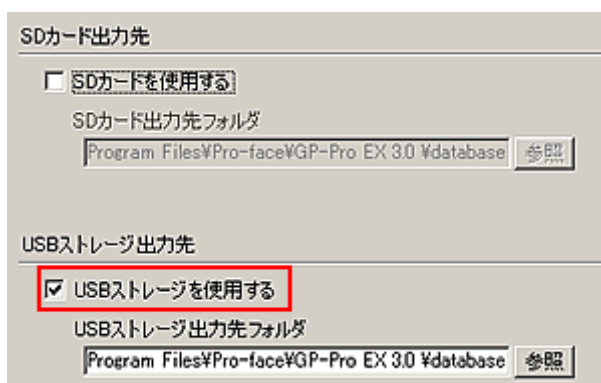 SDカード出力先
SDカードを使用する
SDカード出力先フォルダ
Program Files¥Pro-face¥GP-Pro EX 3.0 ¥database 参照
USBストレージ出力先
USBストレージを使用する
USBストレージ出力先フォルダ
Program Files¥Pro-face¥GP-Pro EX 3.0 ¥database 参照